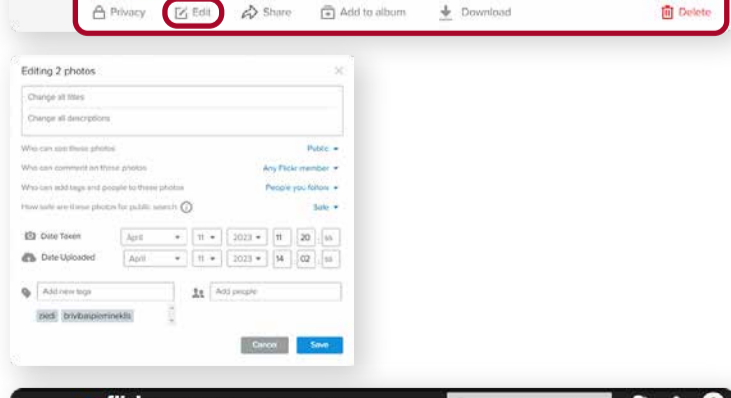 Privacy Edit Share Add to album Download Delete
Editing 2 photos
Change all titles
Change all descriptions
Who can see these photos Public
Who can comment on these photos Any Flickr member
Who can add tags and people to these photos People you follow
How safe are these photos for public search Safe
Date Taken April 11 2023 11 : 20 : ss
Date Uploaded April 11 2023 14 : 02 : ss
Add new tags Add people
ziedi brivbaspiemineklis
Cancel Save